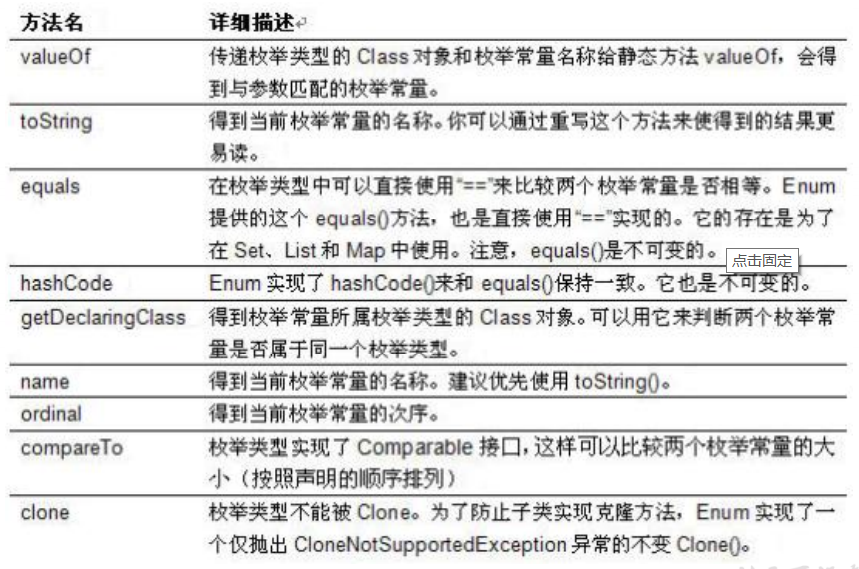 方法名 详细描述
valueOf 传递枚举类型的 Class 对象和枚举常量名称给静态方法 valueOf，会得
到与参数匹配的枚举常量。
toString 得到当前枚举常量的名称。你可以通过重写这个方法来使得到的结果更
易读。
equals 在枚举类型中可以直接使用“==”来比较两个枚举常量是否相等。Enum
提供的这个 equals()方法，也是直接使用“==”实现的。它的存在是为了
在 Set、List 和 Map 中使用。注意，equals()是不可变的。
点击固定
hashCode Enum 实现了 hashCode()来和 equals()保持一致。它也是不可变的。
getDeclaringClass 得到枚举常量所属枚举类型的 Class 对象。可以用它来判断两个枚举常
量是否属于同一个枚举类型。
name 得到当前枚举常量的名称。建议优先使用 toString()。
ordinal 得到当前枚举常量的次序。
compareTo 枚举类型实现了 Comparable 接口，这样可以比较两个枚举常量的大
小（按照声明的顺序排列）
clone 枚举类型不能被 Clone。为了防止子类实现克隆方法，Enum 实现了一
个仅抛出 CloneNotSupportedException 异常的不变 Clone()。